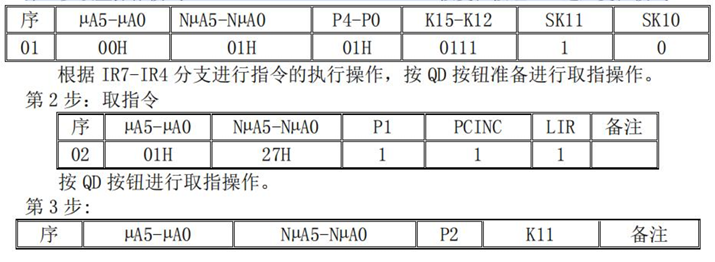 序 μA5-μA0 NμA5-NμA0 P4-P0 K15-K12 SK11 SK10
01 00H 01H 01H 0111 1 0
根据 IR7-IR4 分支进行指令的执行操作，按 QD 按钮准备进行取指操作。
第 2 步：取指令
序 μA5-μA0 NμA5-NμA0 P1 PCINC LIR 备注
02 01H 27H 1 1 1
按 QD 按钮进行取指操作。
第 3 步:
序 μA5-μA0 NμA5-NμA0 P2 K11 备注